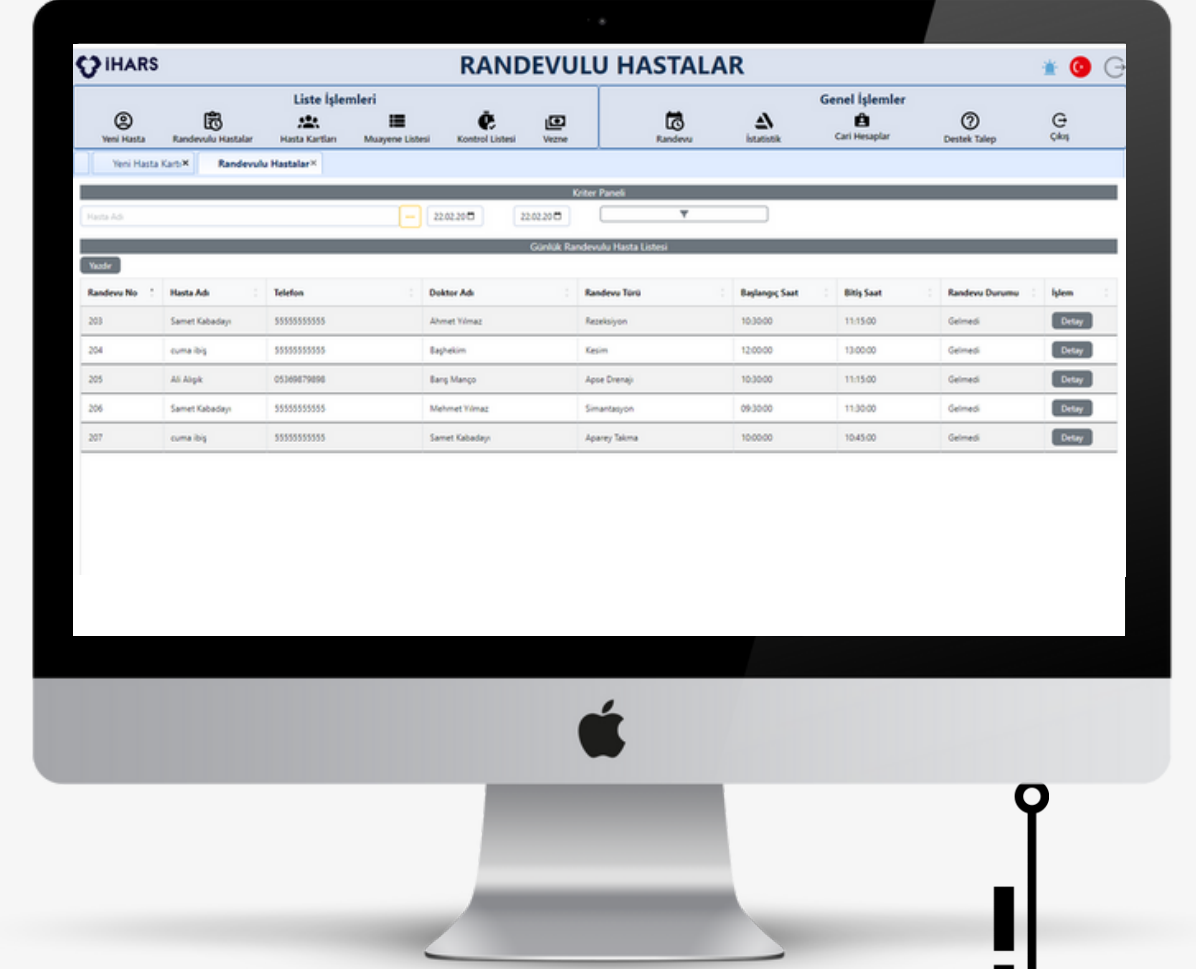 iHARS
RANDEVULU HASTALAR
Liste İşlemleri
Genel İşlemler
Yeni Hasta Randevulu Hastalar Hasta Kartları Muayene Listesi Kontrol Listesi Vezne Randevu İstatistik Cari Hesaplar Destek Talep Çıkış
Yeni Hasta Kartı× Randevulu Hastalar×
Kriter Paneli
Hasta Adı 22.02.20 22.02.20
Günlük Randevulu Hasta Listesi
Yazdır
Randevu No Hasta Adı Telefon Doktor Adı Randevu Türü Başlangıç Saat Bitiş Saat Randevu Durumu İşlem
203 Samet Kabadayı 55555555555 Ahmet Yılmaz Rezeksiyon 10:30:00 11:15:00 Gelmedi Detay
204 cuma ibiş 55555555555 Başhekim Kesim 12:00:00 13:00:00 Gelmedi Detay
205 Ali Alışık 05369879898 Barış Manço Apse Drenajı 10:30:00 11:15:00 Gelmedi Detay
206 Samet Kabadayı 55555555555 Mehmet Yılmaz Simantasyon 09:30:00 11:30:00 Gelmedi Detay
207 cuma ibiş 55555555555 Samet Kabadayı Aparey Takma 10:00:00 10:45:00 Gelmedi Detay